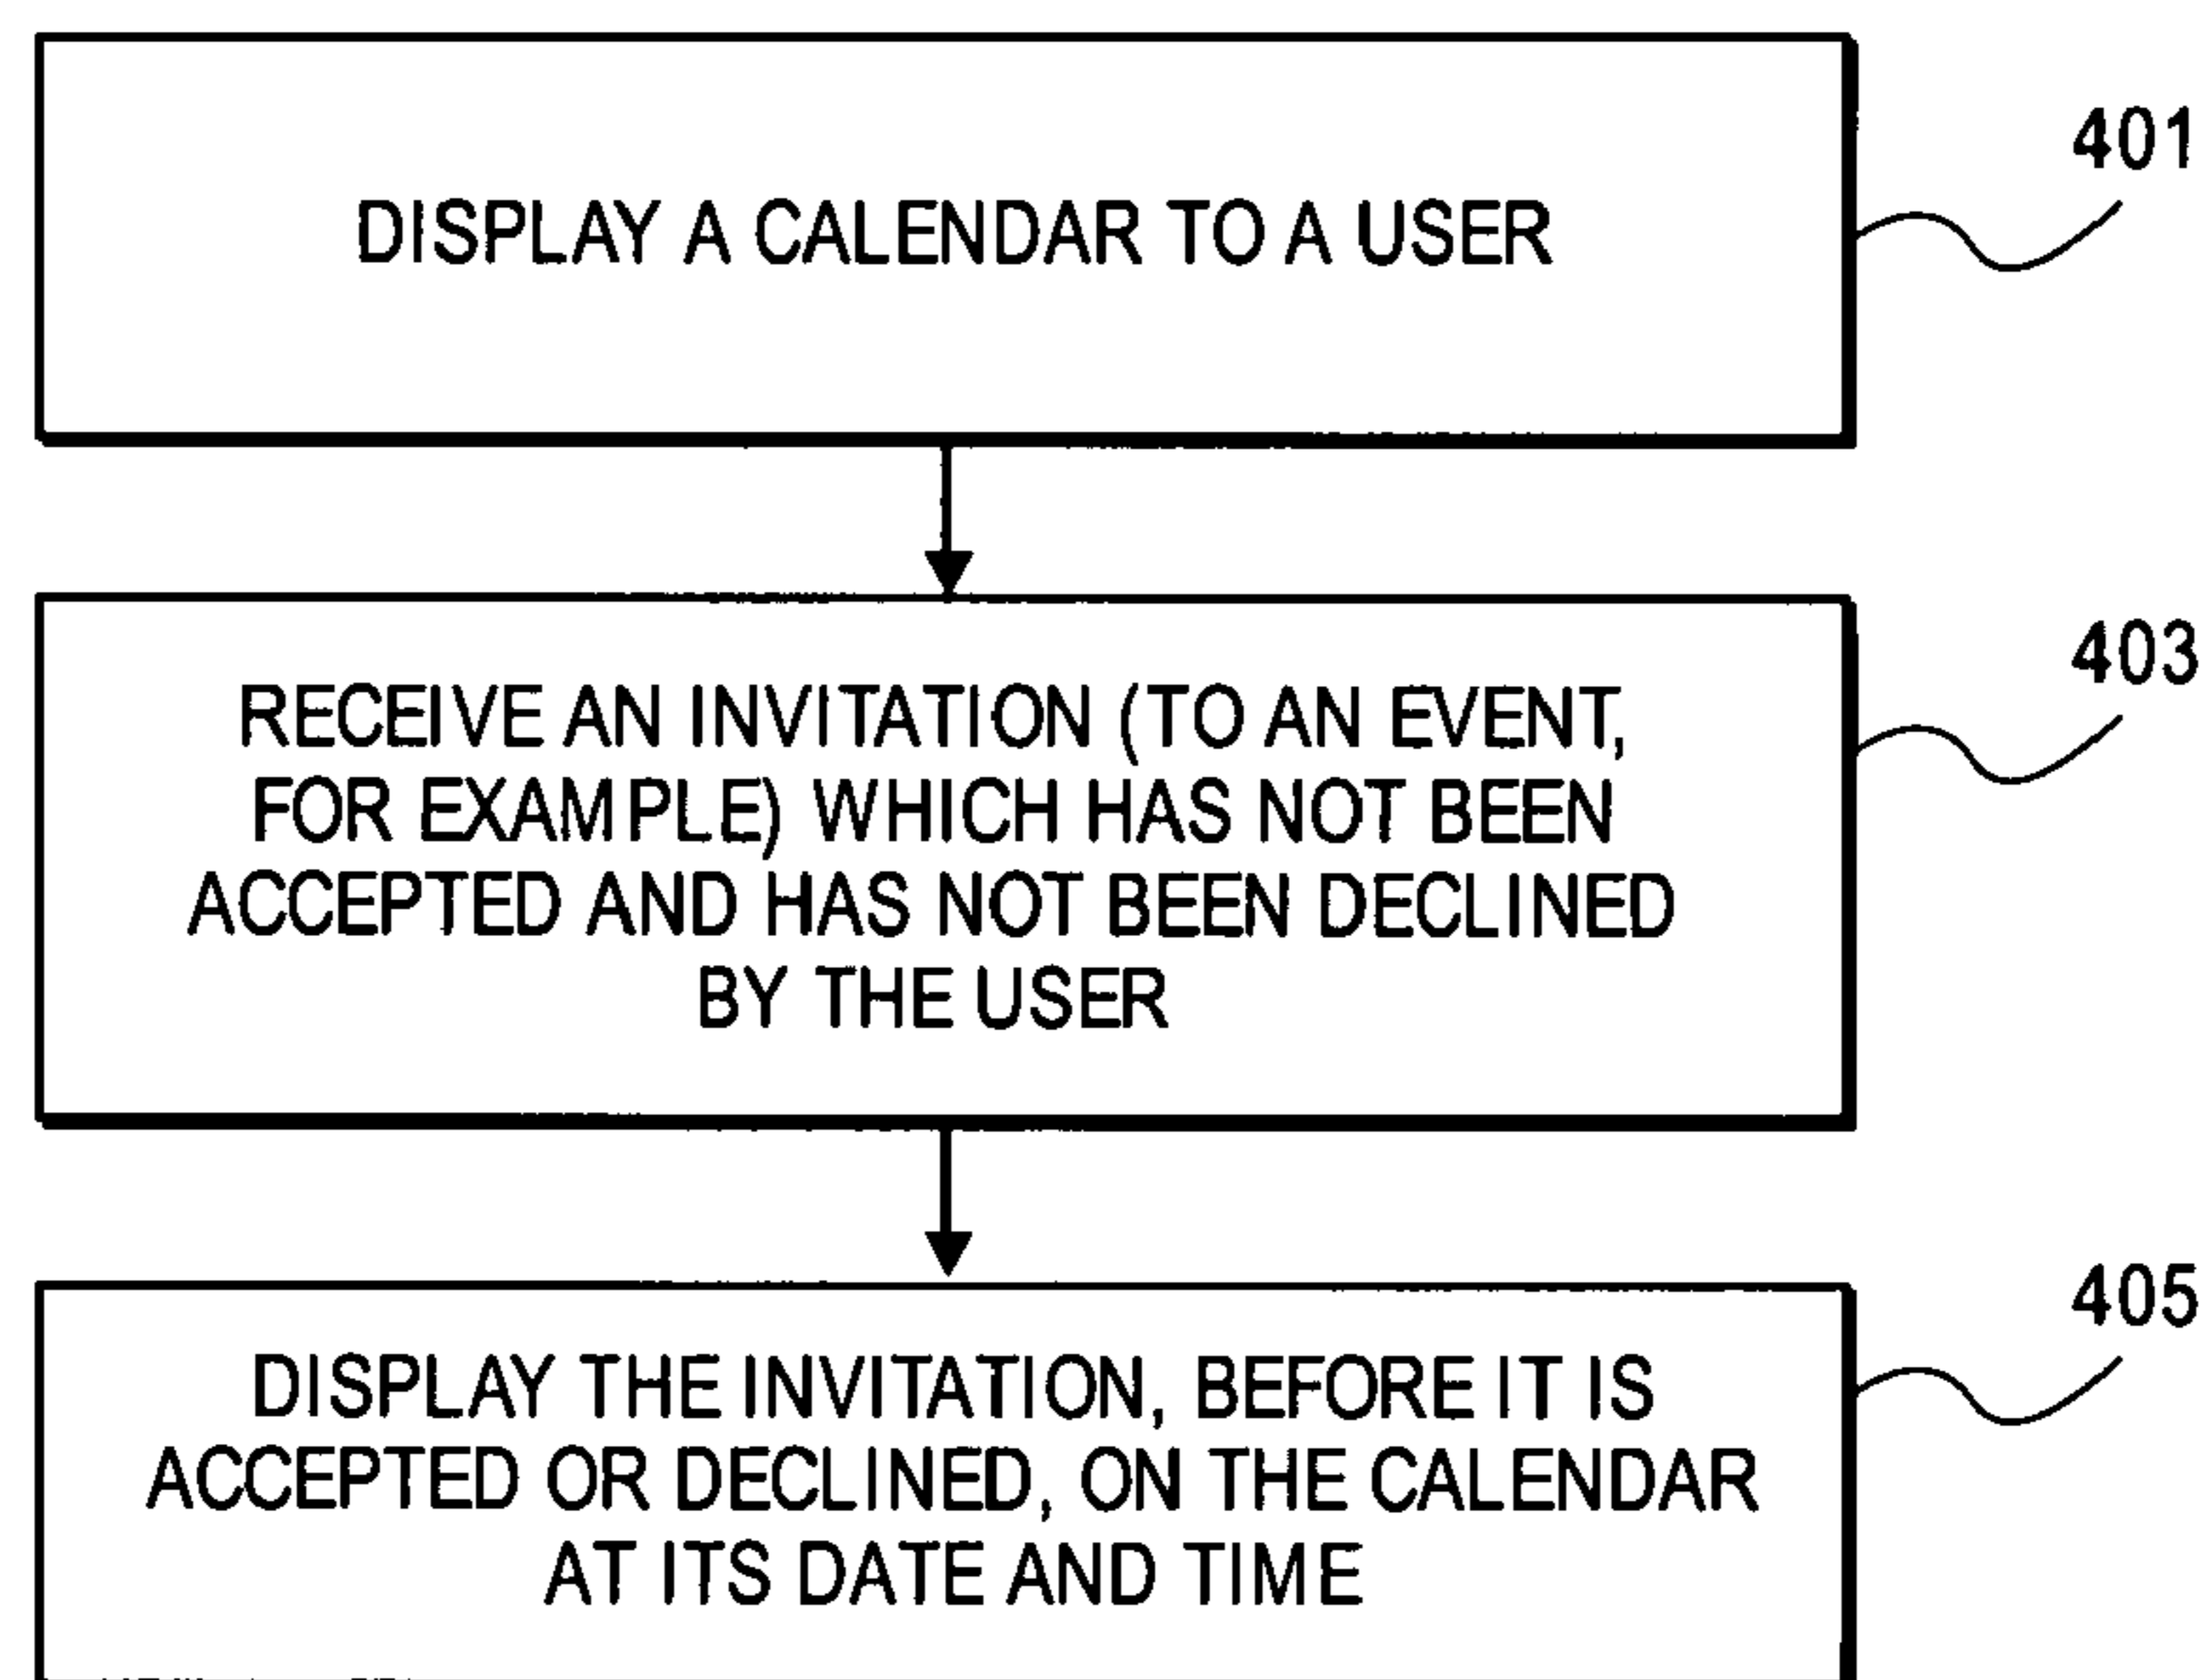 401
DISPLAY A CALENDAR TO A USER
403
RECEIVE AN INVITATION (TO AN EVENT,
FOR EXAMPLE) WHICH HAS NOT BEEN
ACCEPTED AND HAS NOT BEEN DECLINED
BY THE USER
405
DISPLAY THE INVITATION, BEFORE IT IS
ACCEPTED OR DECLINED, ON THE CALENDAR
AT ITS DATE AND TIME